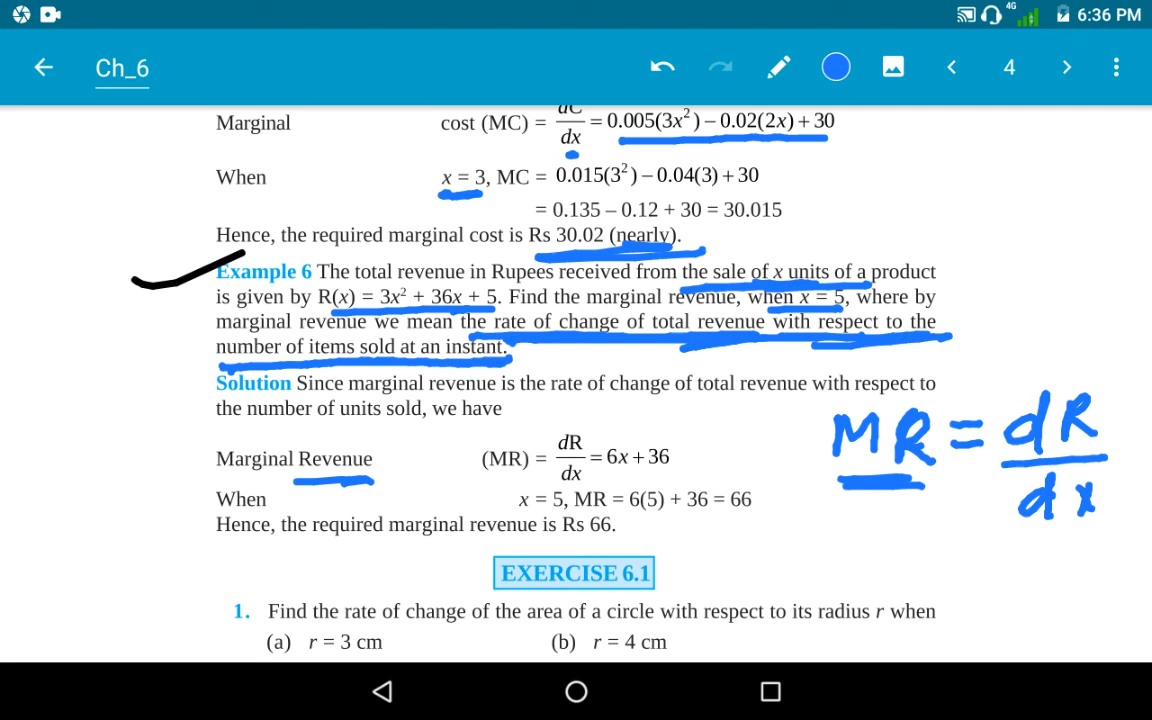 4G 6:36 PM
Ch_6 4
Marginal cost (MC) = dC/dx = 0.005(3x²) – 0.02(2x) + 30
When x = 3, MC = 0.015(3²) – 0.04(3) + 30
= 0.135 – 0.12 + 30 = 30.015
Hence, the required marginal cost is Rs 30.02 (nearly).
Example 6 The total revenue in Rupees received from the sale of x units of a product
is given by R(x) = 3x² + 36x + 5. Find the marginal revenue, when x = 5, where by
marginal revenue we mean the rate of change of total revenue with respect to the
number of items sold at an instant.
Solution Since marginal revenue is the rate of change of total revenue with respect to
the number of units sold, we have
MR = dR/dx
Marginal Revenue (MR) = dR/dx = 6x + 36
When x = 5, MR = 6(5) + 36 = 66
Hence, the required marginal revenue is Rs 66.
EXERCISE 6.1
1. Find the rate of change of the area of a circle with respect to its radius r when
(a) r = 3 cm (b) r = 4 cm